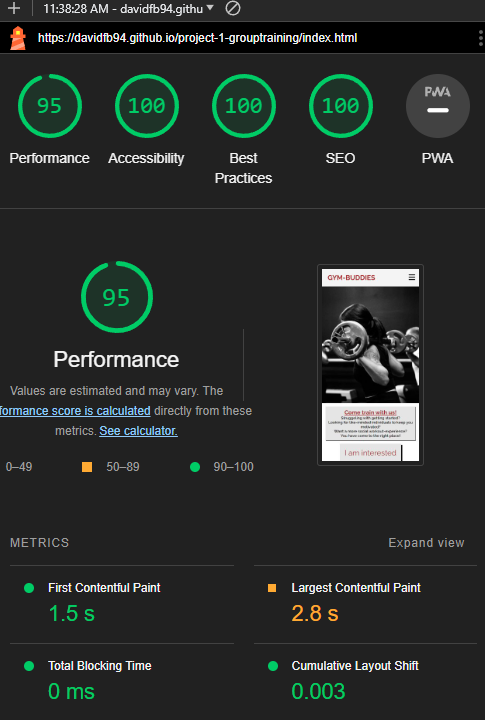 11:38:28 AM - davidfb94.githu
https://davidfb94.github.io/project-1-grouptraining/index.html
95 100 100 100 PWA
Performance Accessibility Best Practices SEO PWA
95
Performance
Values are estimated and may vary. The
formance score is calculated directly from these
metrics. See calculator.
0–49 50–89 90–100
GYM-BUDDIES
Come train with us!
Struggling with getting started?
Looking for like-minded individuals to keep you
motivated?
Want a more social workout experience?
You have come to the right place!
I am interested
METRICS Expand view
First Contentful Paint Largest Contentful Paint
1.5 s 2.8 s
Total Blocking Time Cumulative Layout Shift
0 ms 0.003